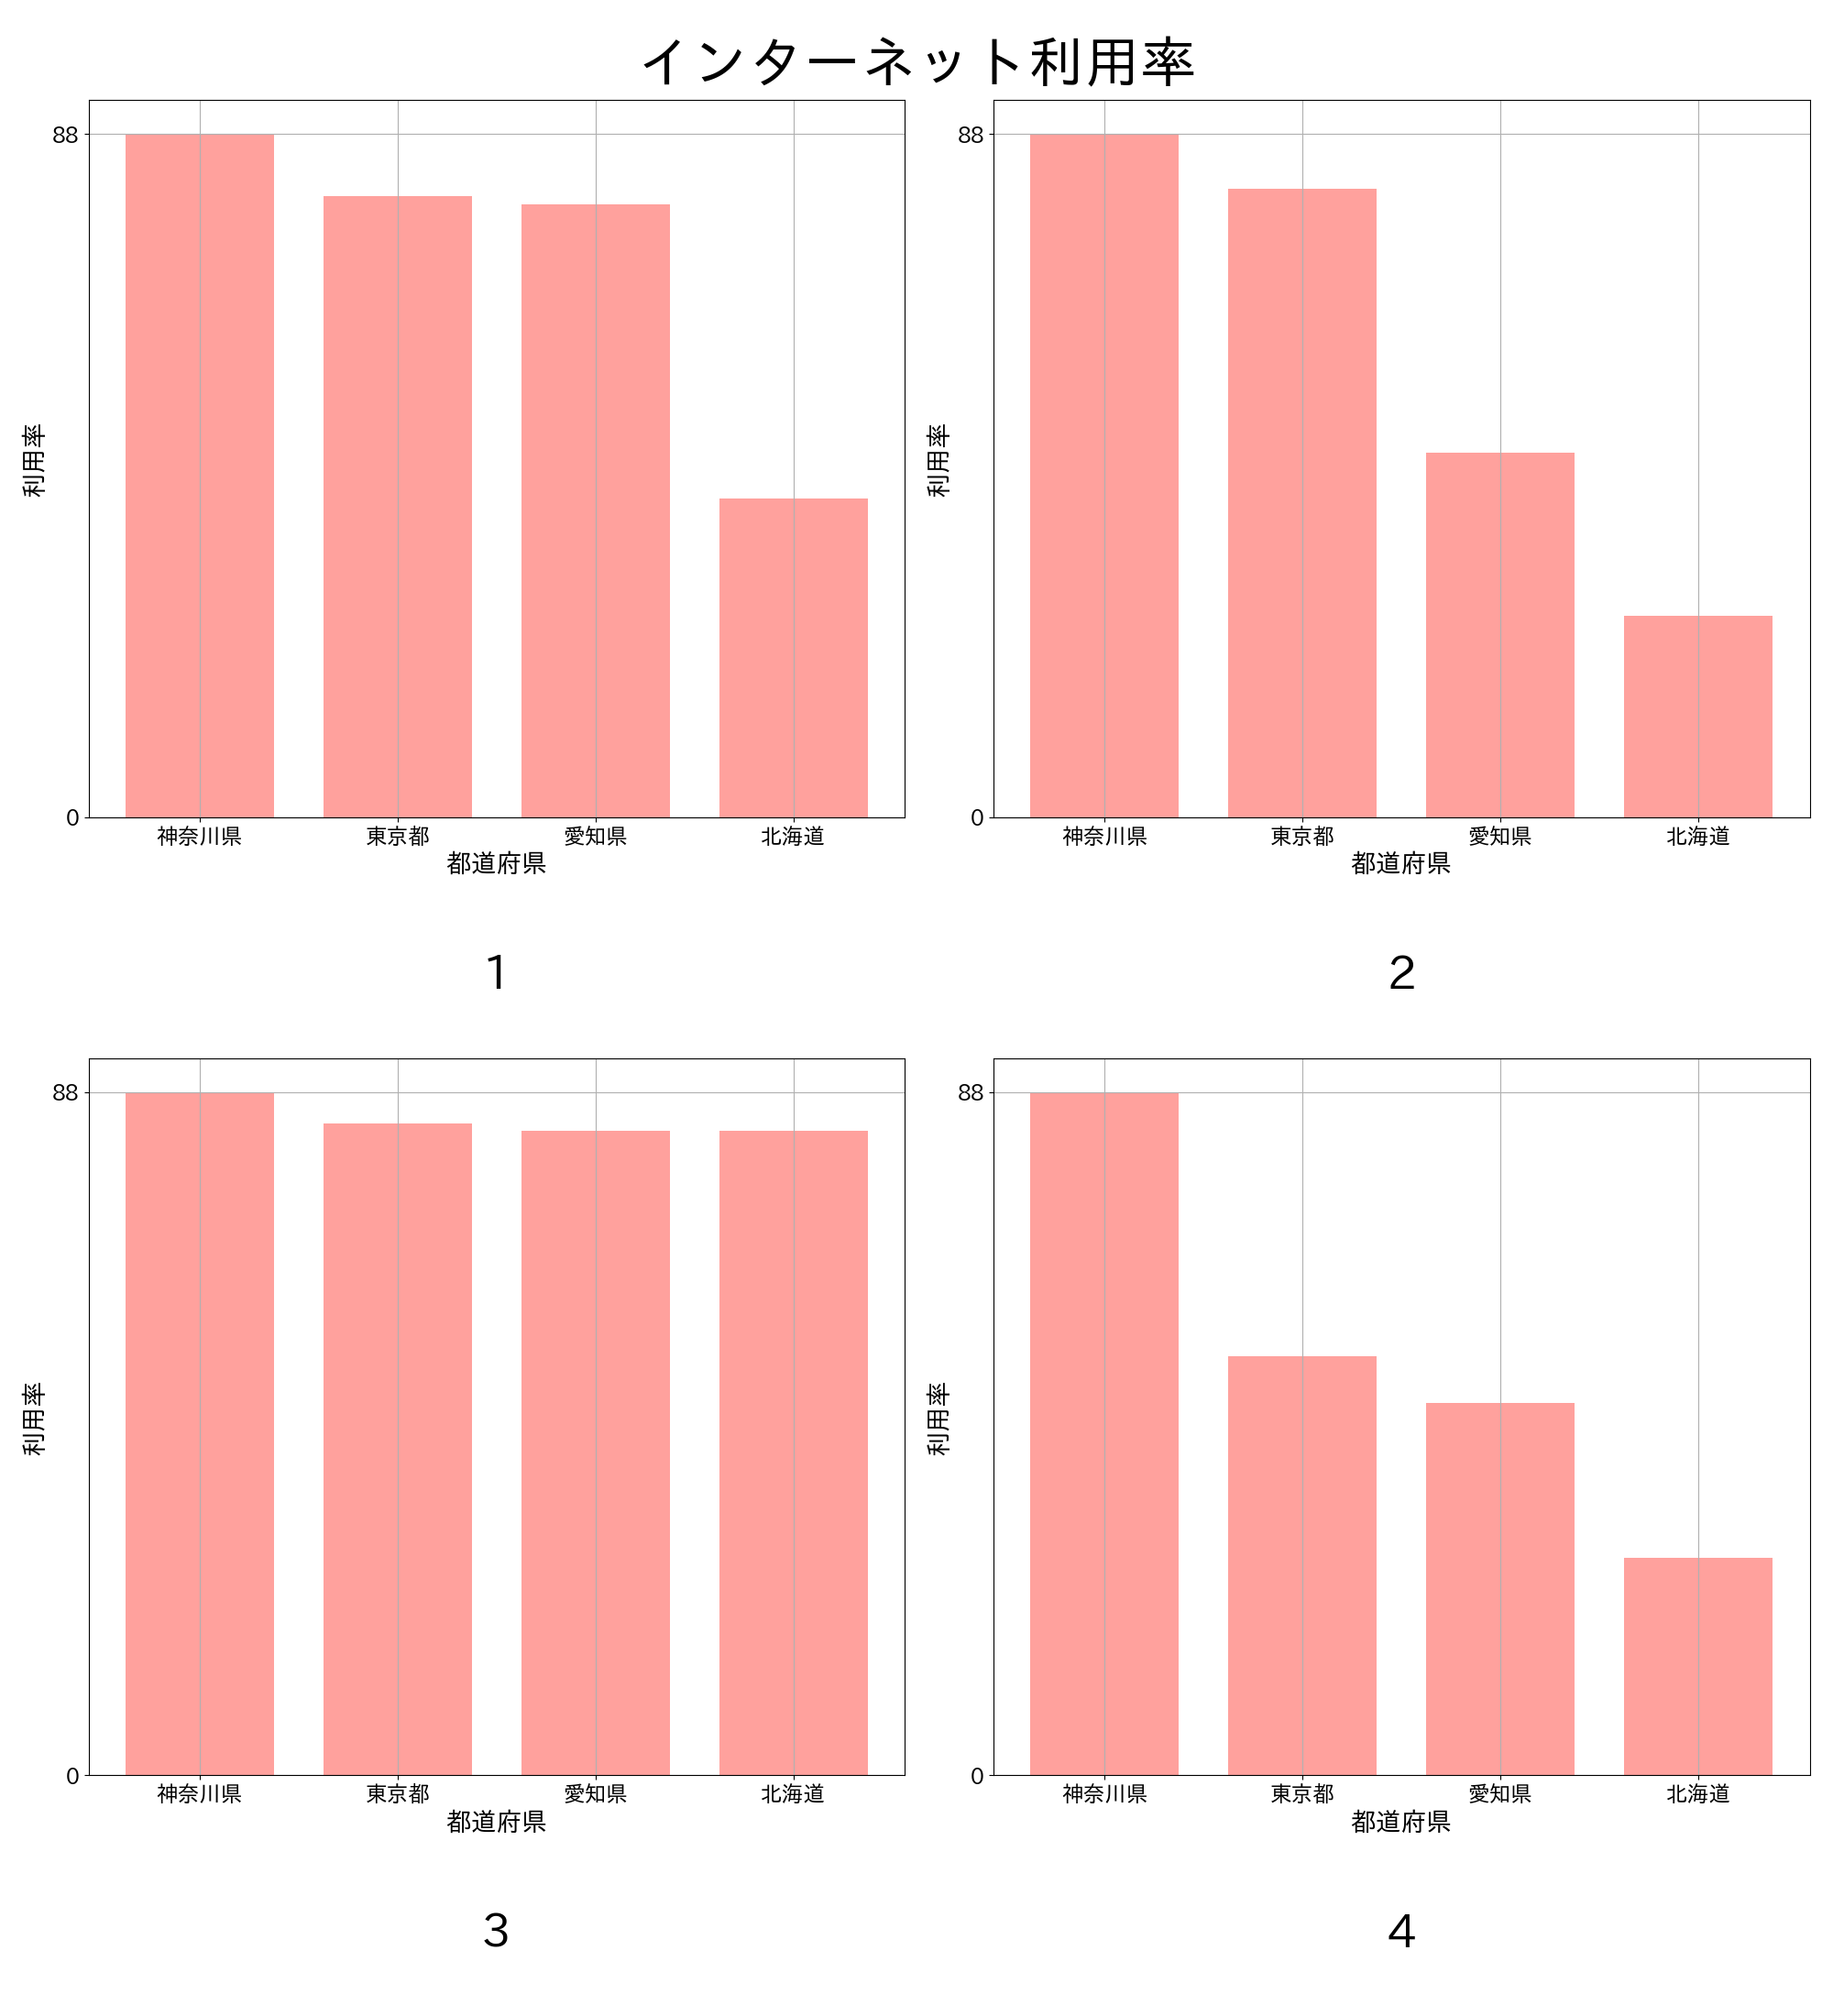 インターネット利用率
88
0
利用率
神奈川県 東京都 愛知県 北海道
都道府県
1
88
0
利用率
神奈川県 東京都 愛知県 北海道
都道府県
2
88
0
利用率
神奈川県 東京都 愛知県 北海道
都道府県
3
88
0
利用率
神奈川県 東京都 愛知県 北海道
都道府県
4